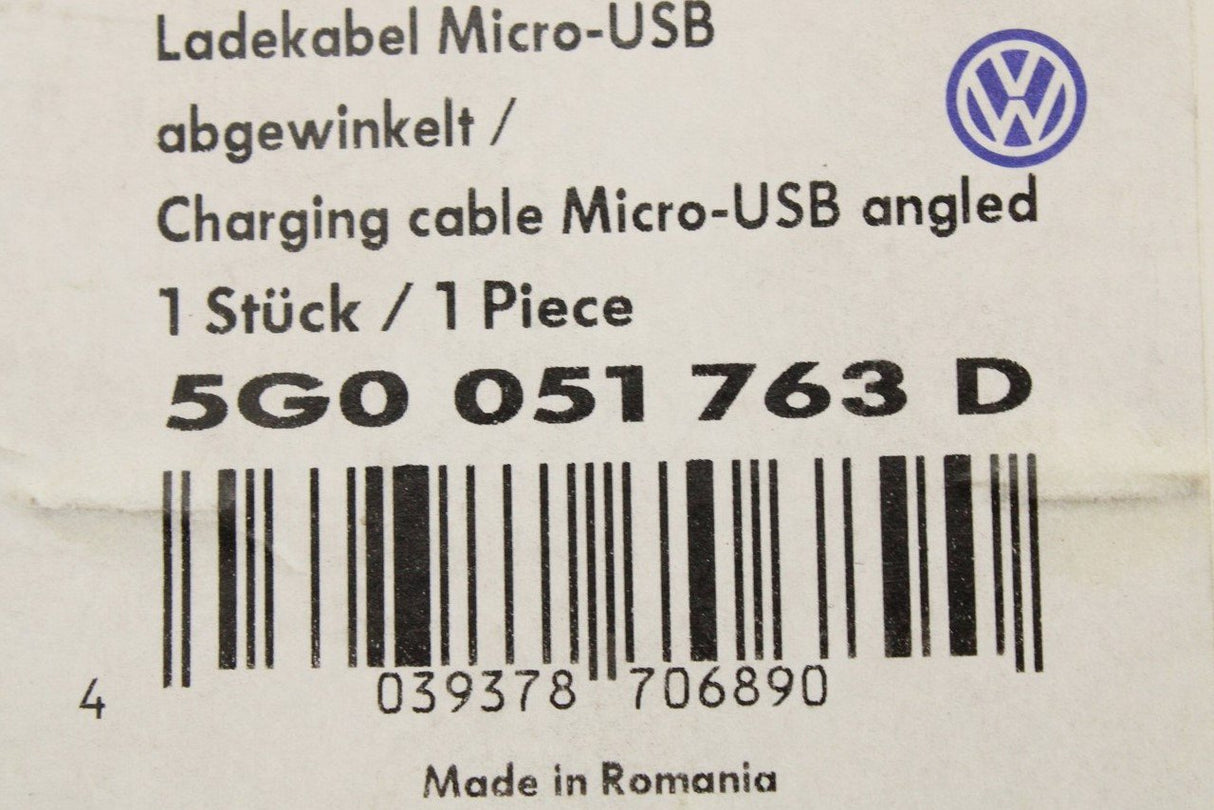 Ladekabel Micro-USB
abgewinkelt /
Charging cable Micro-USB angled
1 Stück / 1 Piece
5G0 051 763 D
4 039378 706890
Made in Romania